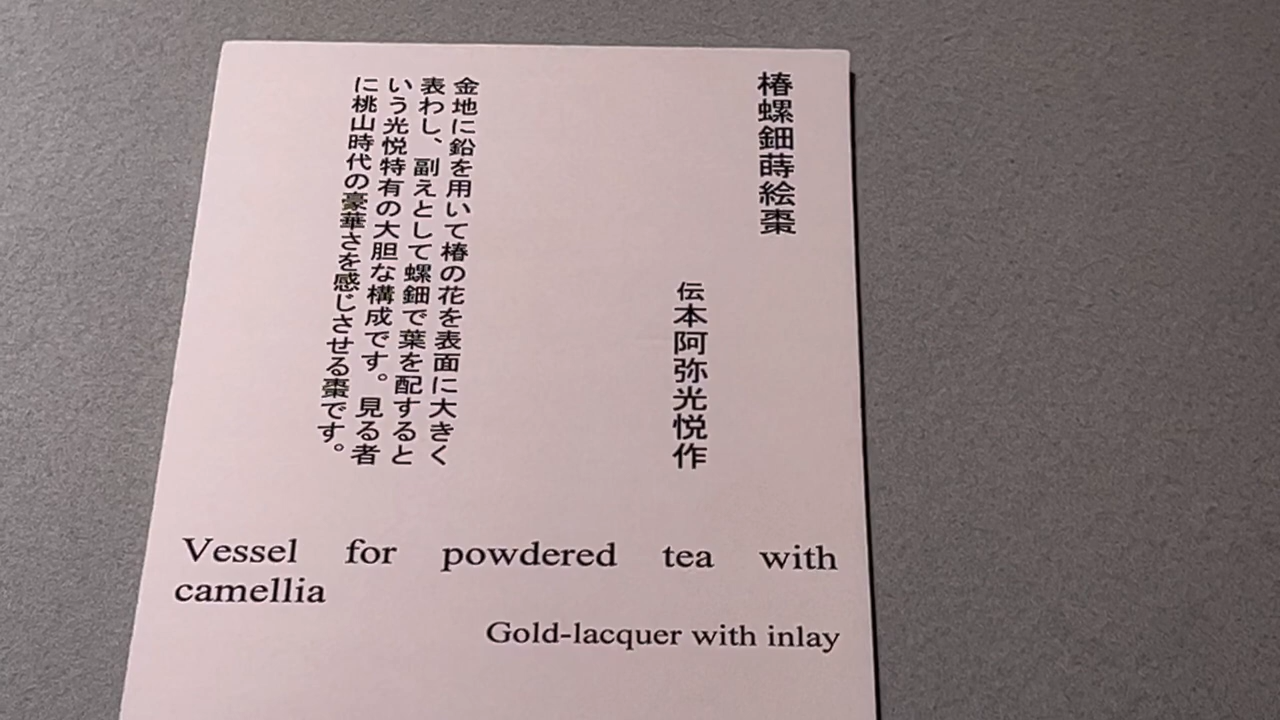 椿螺鈿蒔絵棗
伝本阿弥光悦作
金地に鉛を用いて椿の花を表面に大きく
表わし、副えとして螺鈿で葉を配すると
いう光悦特有の大胆な構成です。見る者
に桃山時代の豪華さを感じさせる棗です。
Vessel for powdered tea with
camellia
Gold-lacquer with inlay